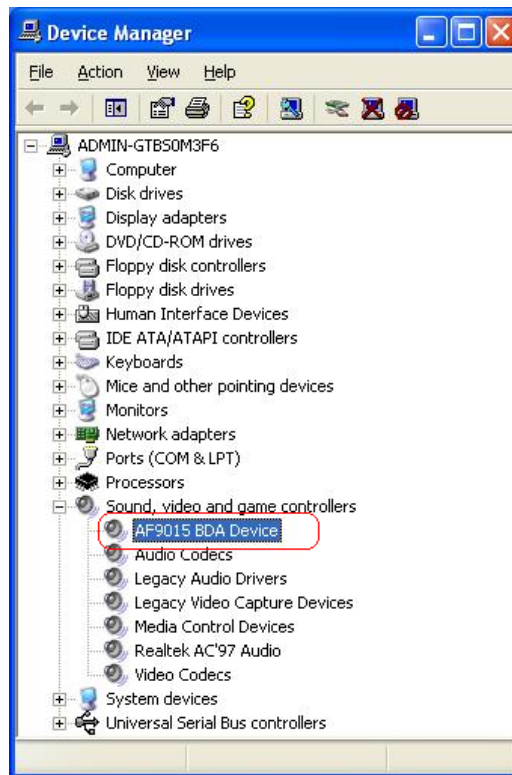 Device Manager
File Action View Help
ADMIN-GTBS0M3F6
Computer
Disk drives
Display adapters
DVD/CD-ROM drives
Floppy disk controllers
Floppy disk drives
Human Interface Devices
IDE ATA/ATAPI controllers
Keyboards
Mice and other pointing devices
Monitors
Network adapters
Ports (COM & LPT)
Processors
Sound, video and game controllers
AF9015 BDA Device
Audio Codecs
Legacy Audio Drivers
Legacy Video Capture Devices
Media Control Devices
Realtek AC'97 Audio
Video Codecs
System devices
Universal Serial Bus controllers